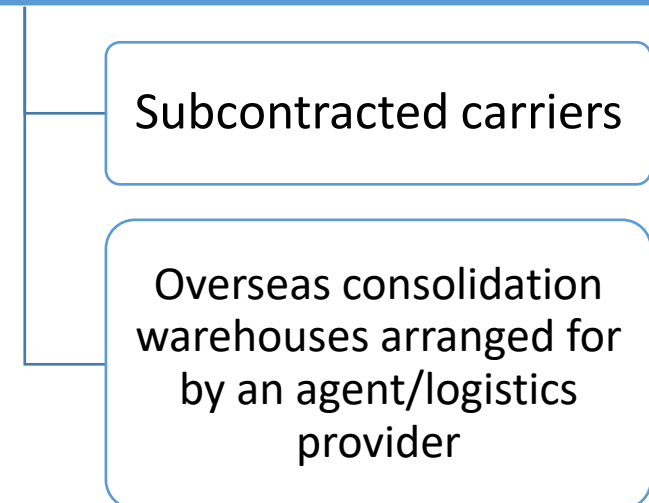 Subcontracted carriers
Overseas consolidation
warehouses arranged for
by an agent/logistics
provider